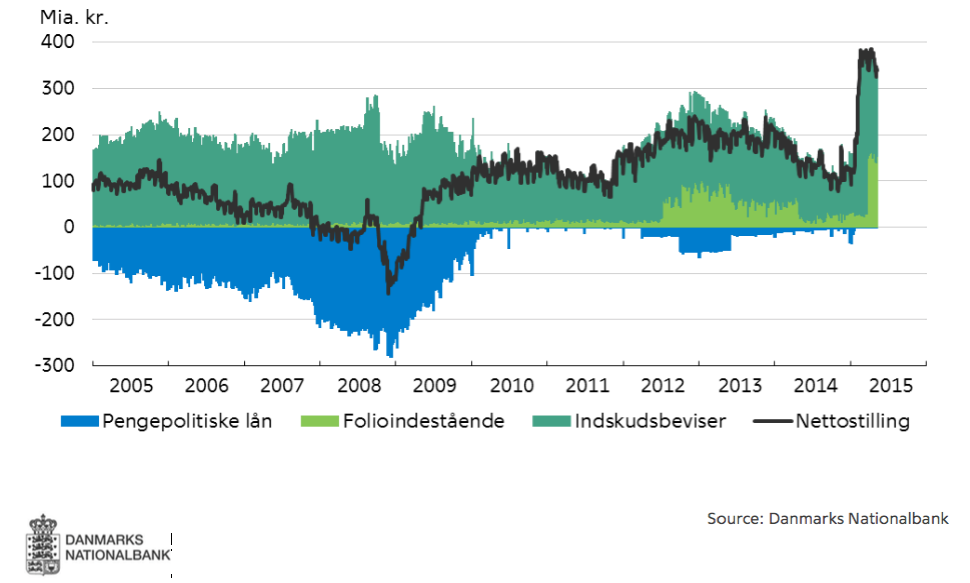 Mia. kr.
400
300
200
100
0
-100
-200
-300
2005 2006 2007 2008 2009 2010 2011 2012 2013 2014 2015
Pengepolitiske lån Folioindestående Indskudsbeviser Nettostilling
Source: Danmarks Nationalbank
DANMARKS
NATIONALBANK